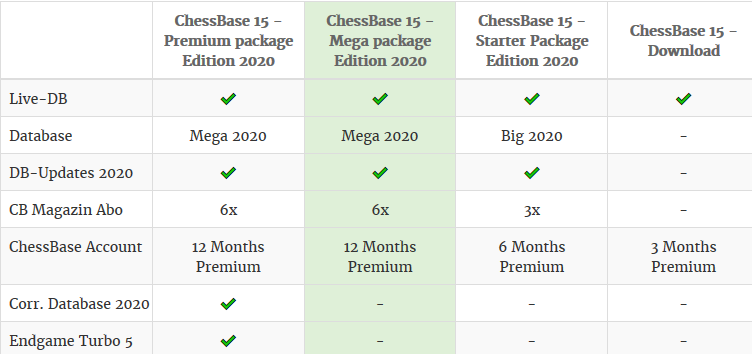 ChessBase 15 – Premium package Edition 2020
ChessBase 15 – Mega package Edition 2020
ChessBase 15 – Starter Package Edition 2020
ChessBase 15 – Download
Live-DB ✓ ✓ ✓ ✓
Database Mega 2020 Mega 2020 Big 2020 -
DB-Updates 2020 ✓ ✓ ✓ -
CB Magazin Abo 6x 6x 3x -
ChessBase Account 12 Months Premium 12 Months Premium 6 Months Premium 3 Months Premium
Corr. Database 2020 ✓ - - -
Endgame Turbo 5 ✓ - - -